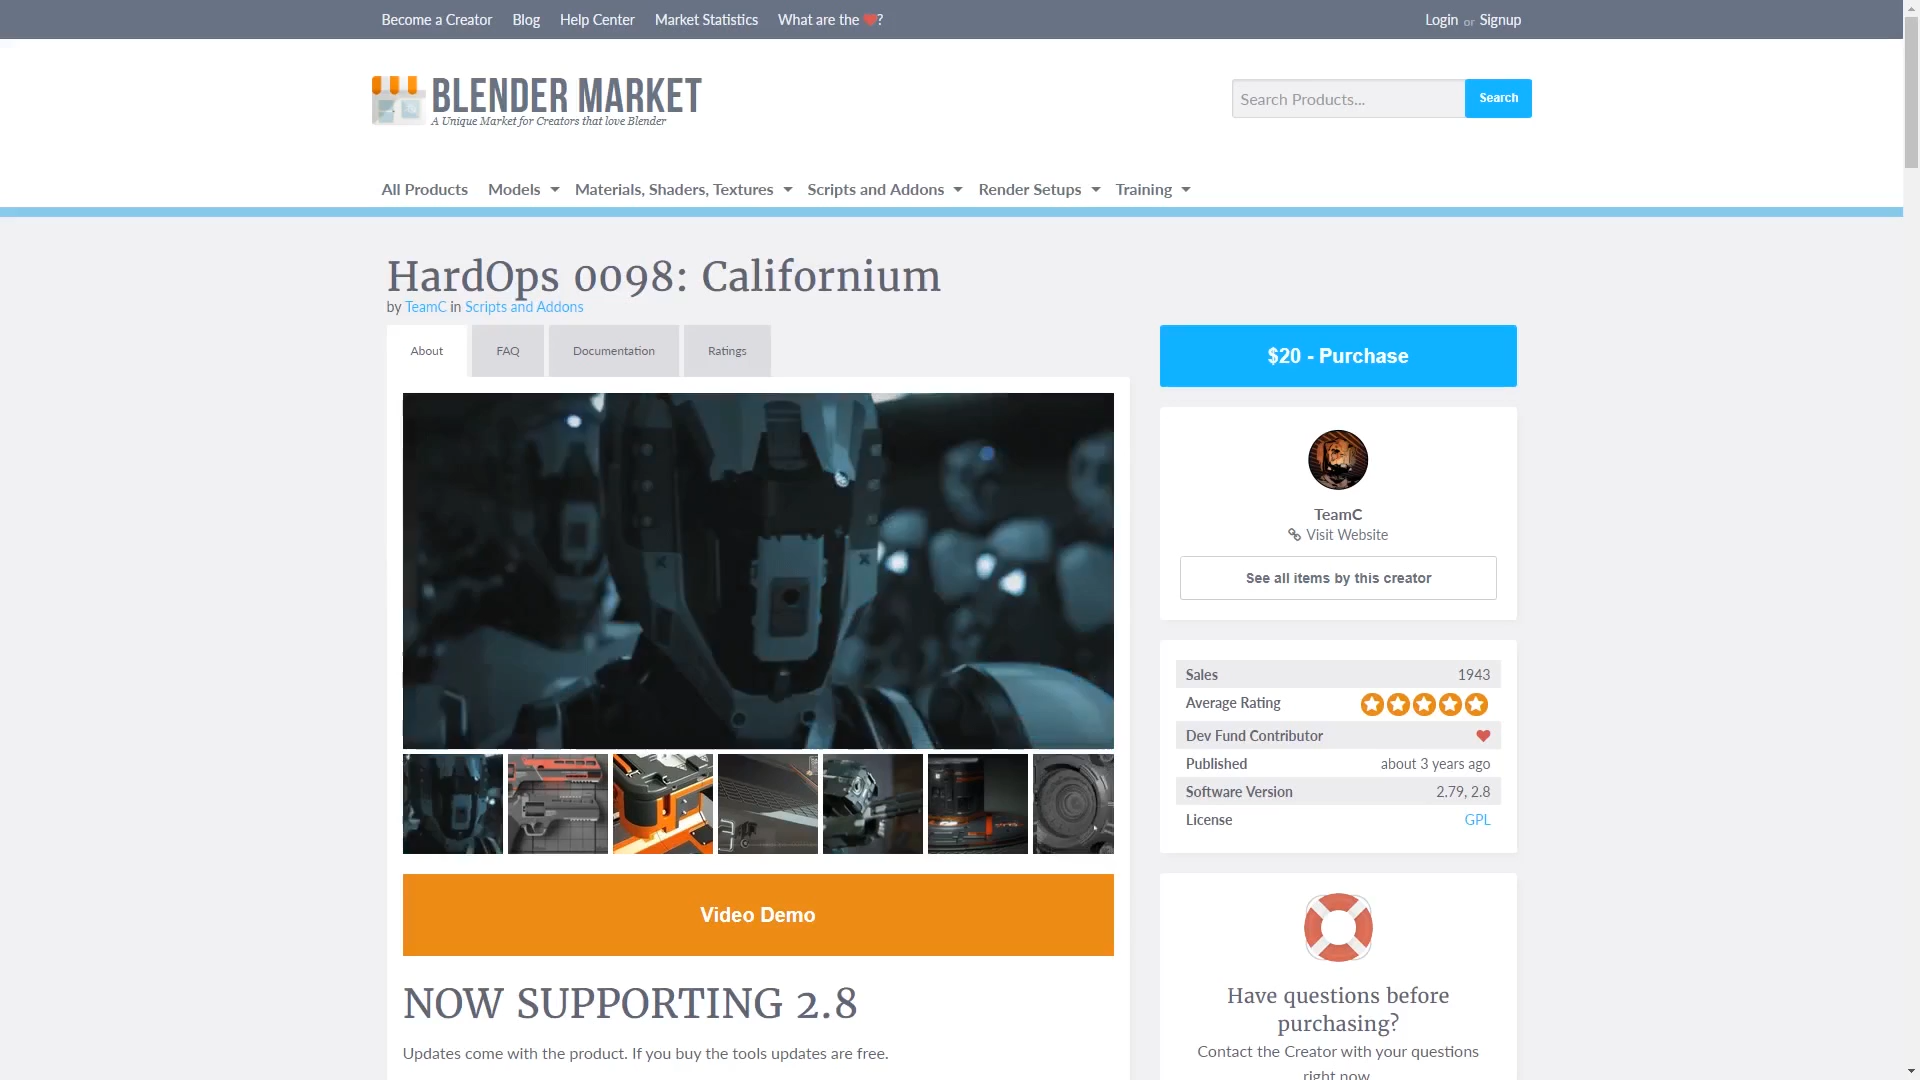 Become a Creator Blog Help Center Market Statistics What are the ❤? Login or Signup
BLENDER MARKET
A Unique Market for Creators that love Blender
Search Products... Search
All Products Models Materials, Shaders, Textures Scripts and Addons Render Setups Training
HardOps 0098: Californium
by TeamC in Scripts and Addons
About FAQ Documentation Ratings
$20 - Purchase
TeamC
Visit Website
See all items by this creator
Sales 1943
Average Rating
Dev Fund Contributor
Published about 3 years ago
Software Version 2.79, 2.8
License GPL
Video Demo
NOW SUPPORTING 2.8
Updates come with the product. If you buy the tools updates are free.
Have questions before
purchasing?
Contact the Creator with your questions
right now.